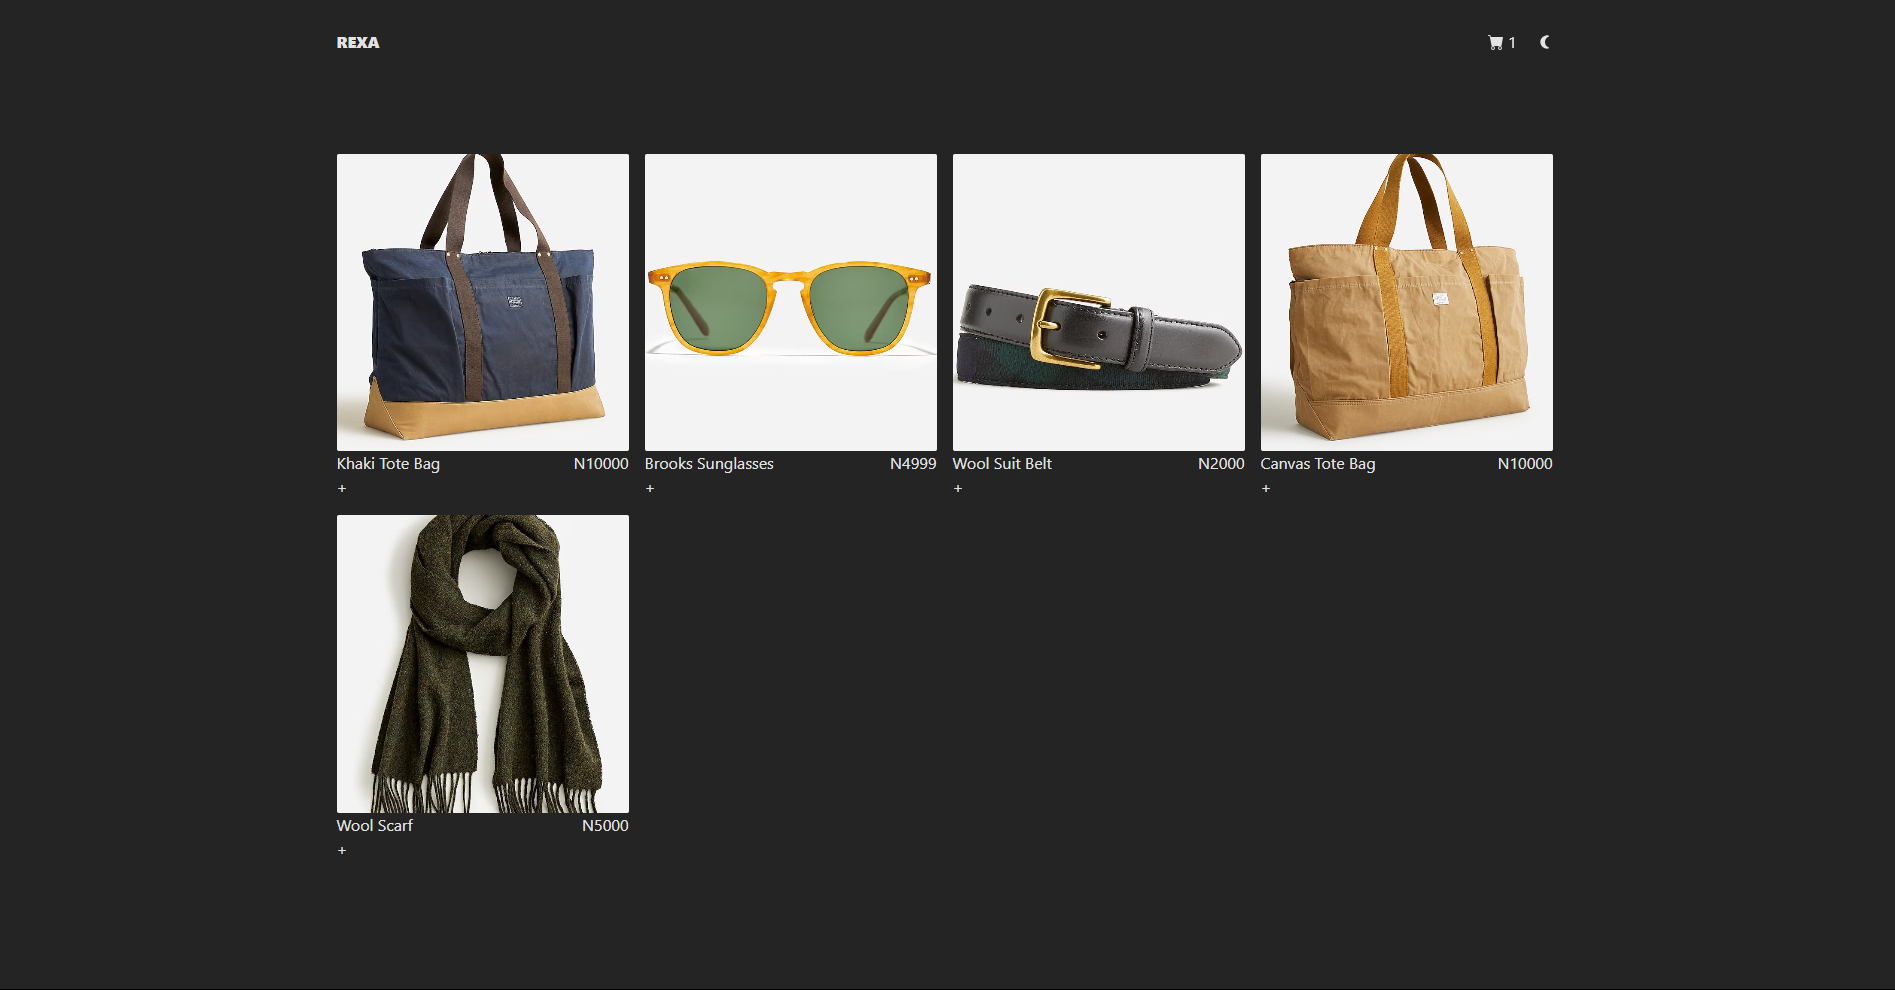 REXA
1
Khaki Tote Bag N10000
+
Brooks Sunglasses N4999
+
Wool Suit Belt N2000
+
Canvas Tote Bag N10000
+
Wool Scarf N5000
+